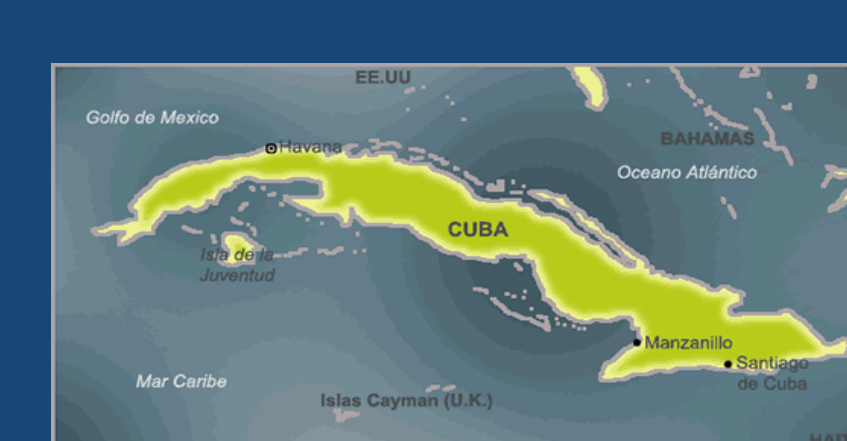 EE.UU
Golfo de Mexico
Havana
BAHAMAS
Oceano Atlántico
CUBA
Isla de la
Juventud
Manzanillo
Santiago
de Cuba
Mar Caribe
Islas Cayman (U.K.)